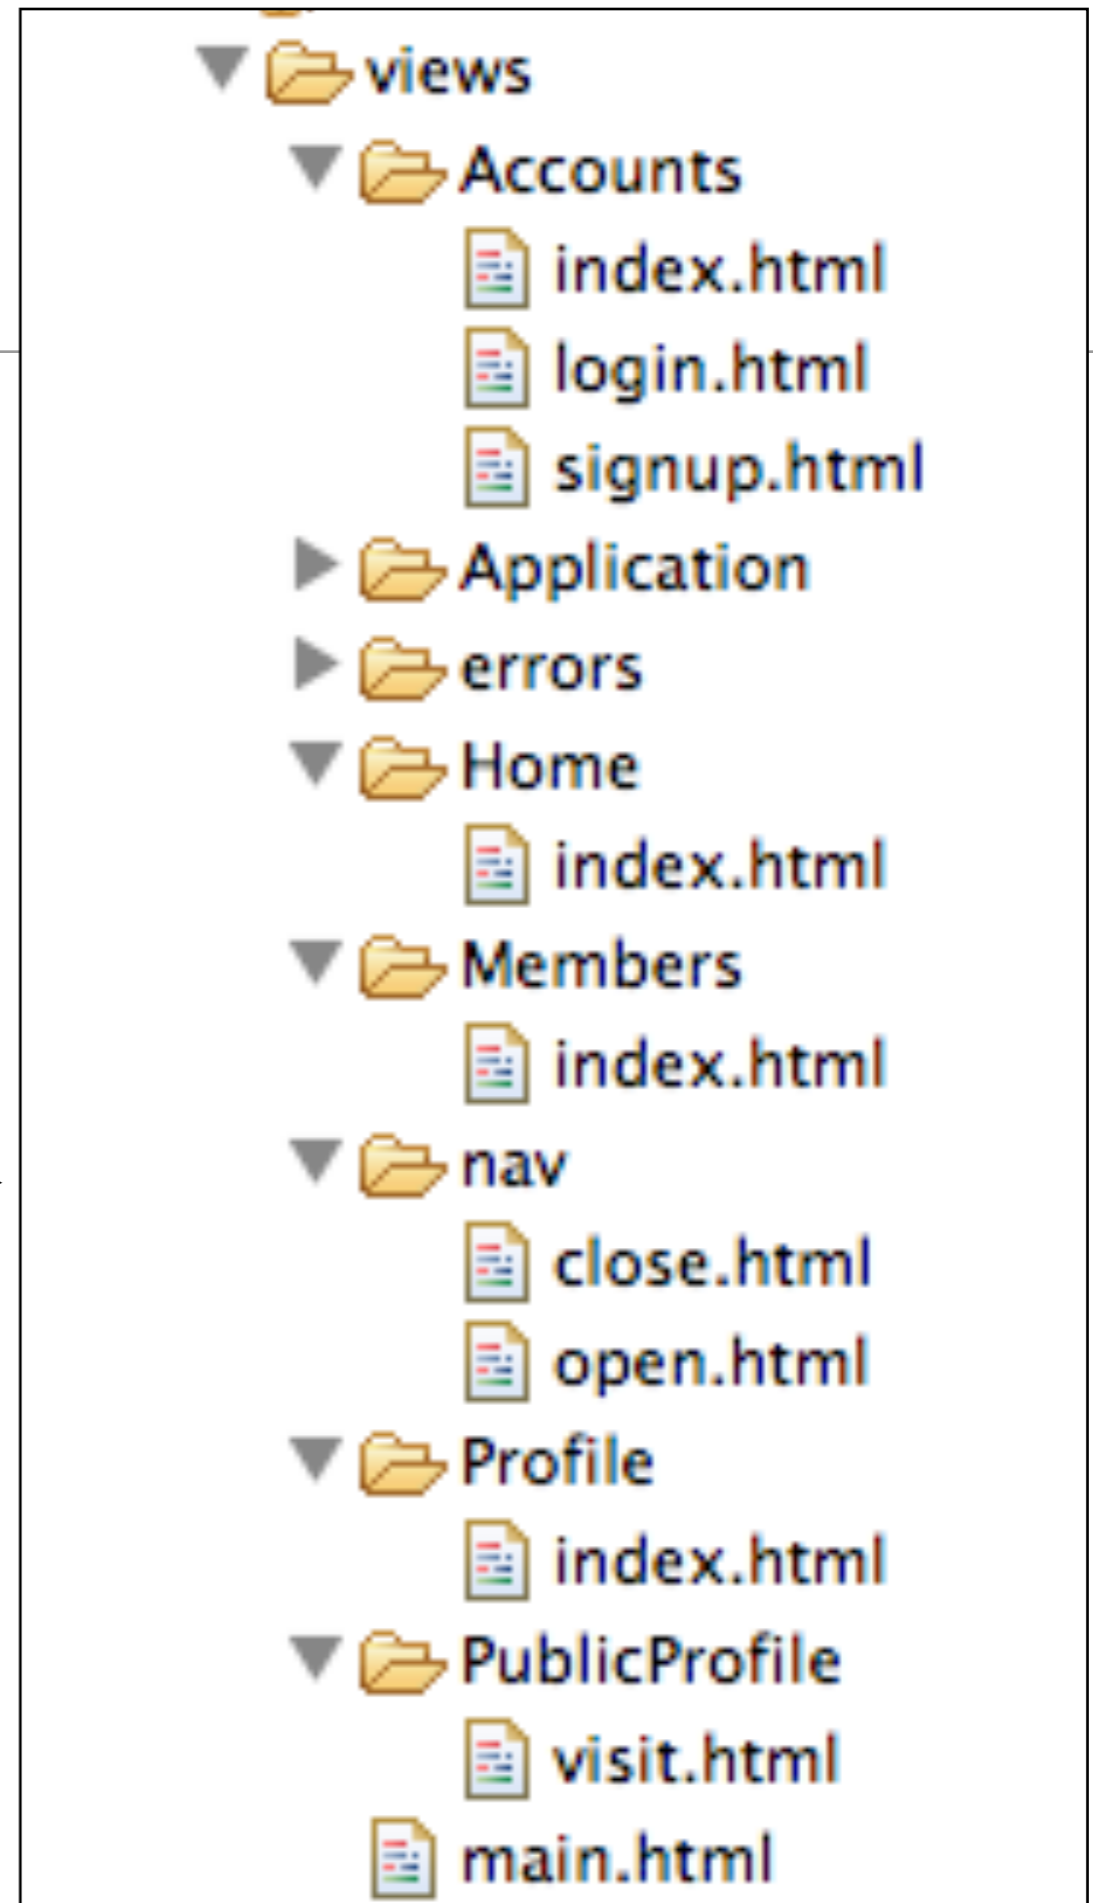 views
Accounts
index.html
login.html
signup.html
Application
errors
Home
index.html
Members
index.html
nav
close.html
open.html
Profile
index.html
PublicProfile
visit.html
main.html